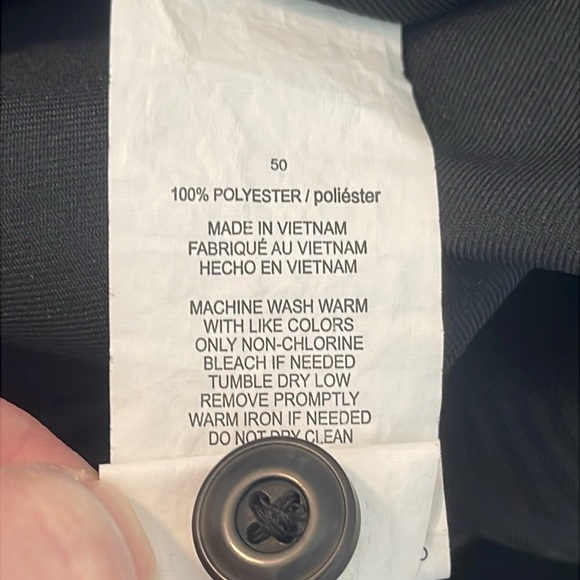 50
100% POLYESTER / poliéster
MADE IN VIETNAM
FABRIQUÉ AU VIETNAM
HECHO EN VIETNAM
MACHINE WASH WARM
WITH LIKE COLORS
ONLY NON-CHLORINE
BLEACH IF NEEDED
TUMBLE DRY LOW
REMOVE PROMPTLY
WARM IRON IF NEEDED
DO NOT DRY CLEAN